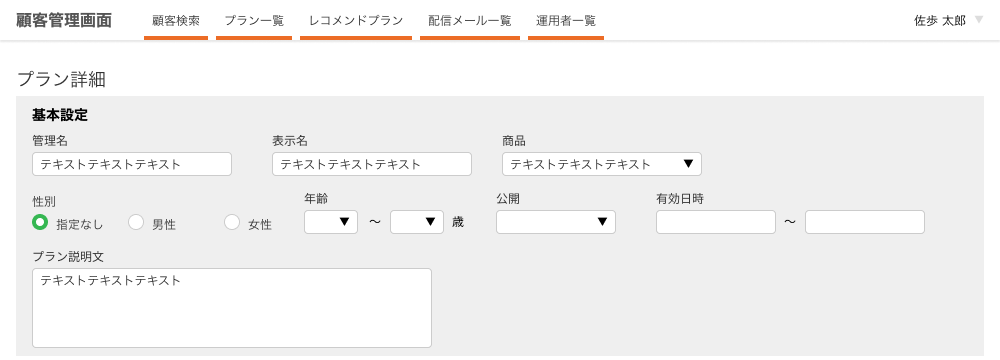 顧客管理画面 顧客検索 プラン一覧 レコメンドプラン 配信メール一覧 運用者一覧 佐歩 太郎 ▼
プラン詳細
基本設定
管理名 表示名 商品
テキストテキストテキスト テキストテキストテキスト テキストテキストテキスト ▼
性別 年齢 公開 有効日時
指定なし 男性 女性 ▼ 〜 ▼ 歳 ▼ 〜
プラン説明文
テキストテキストテキスト